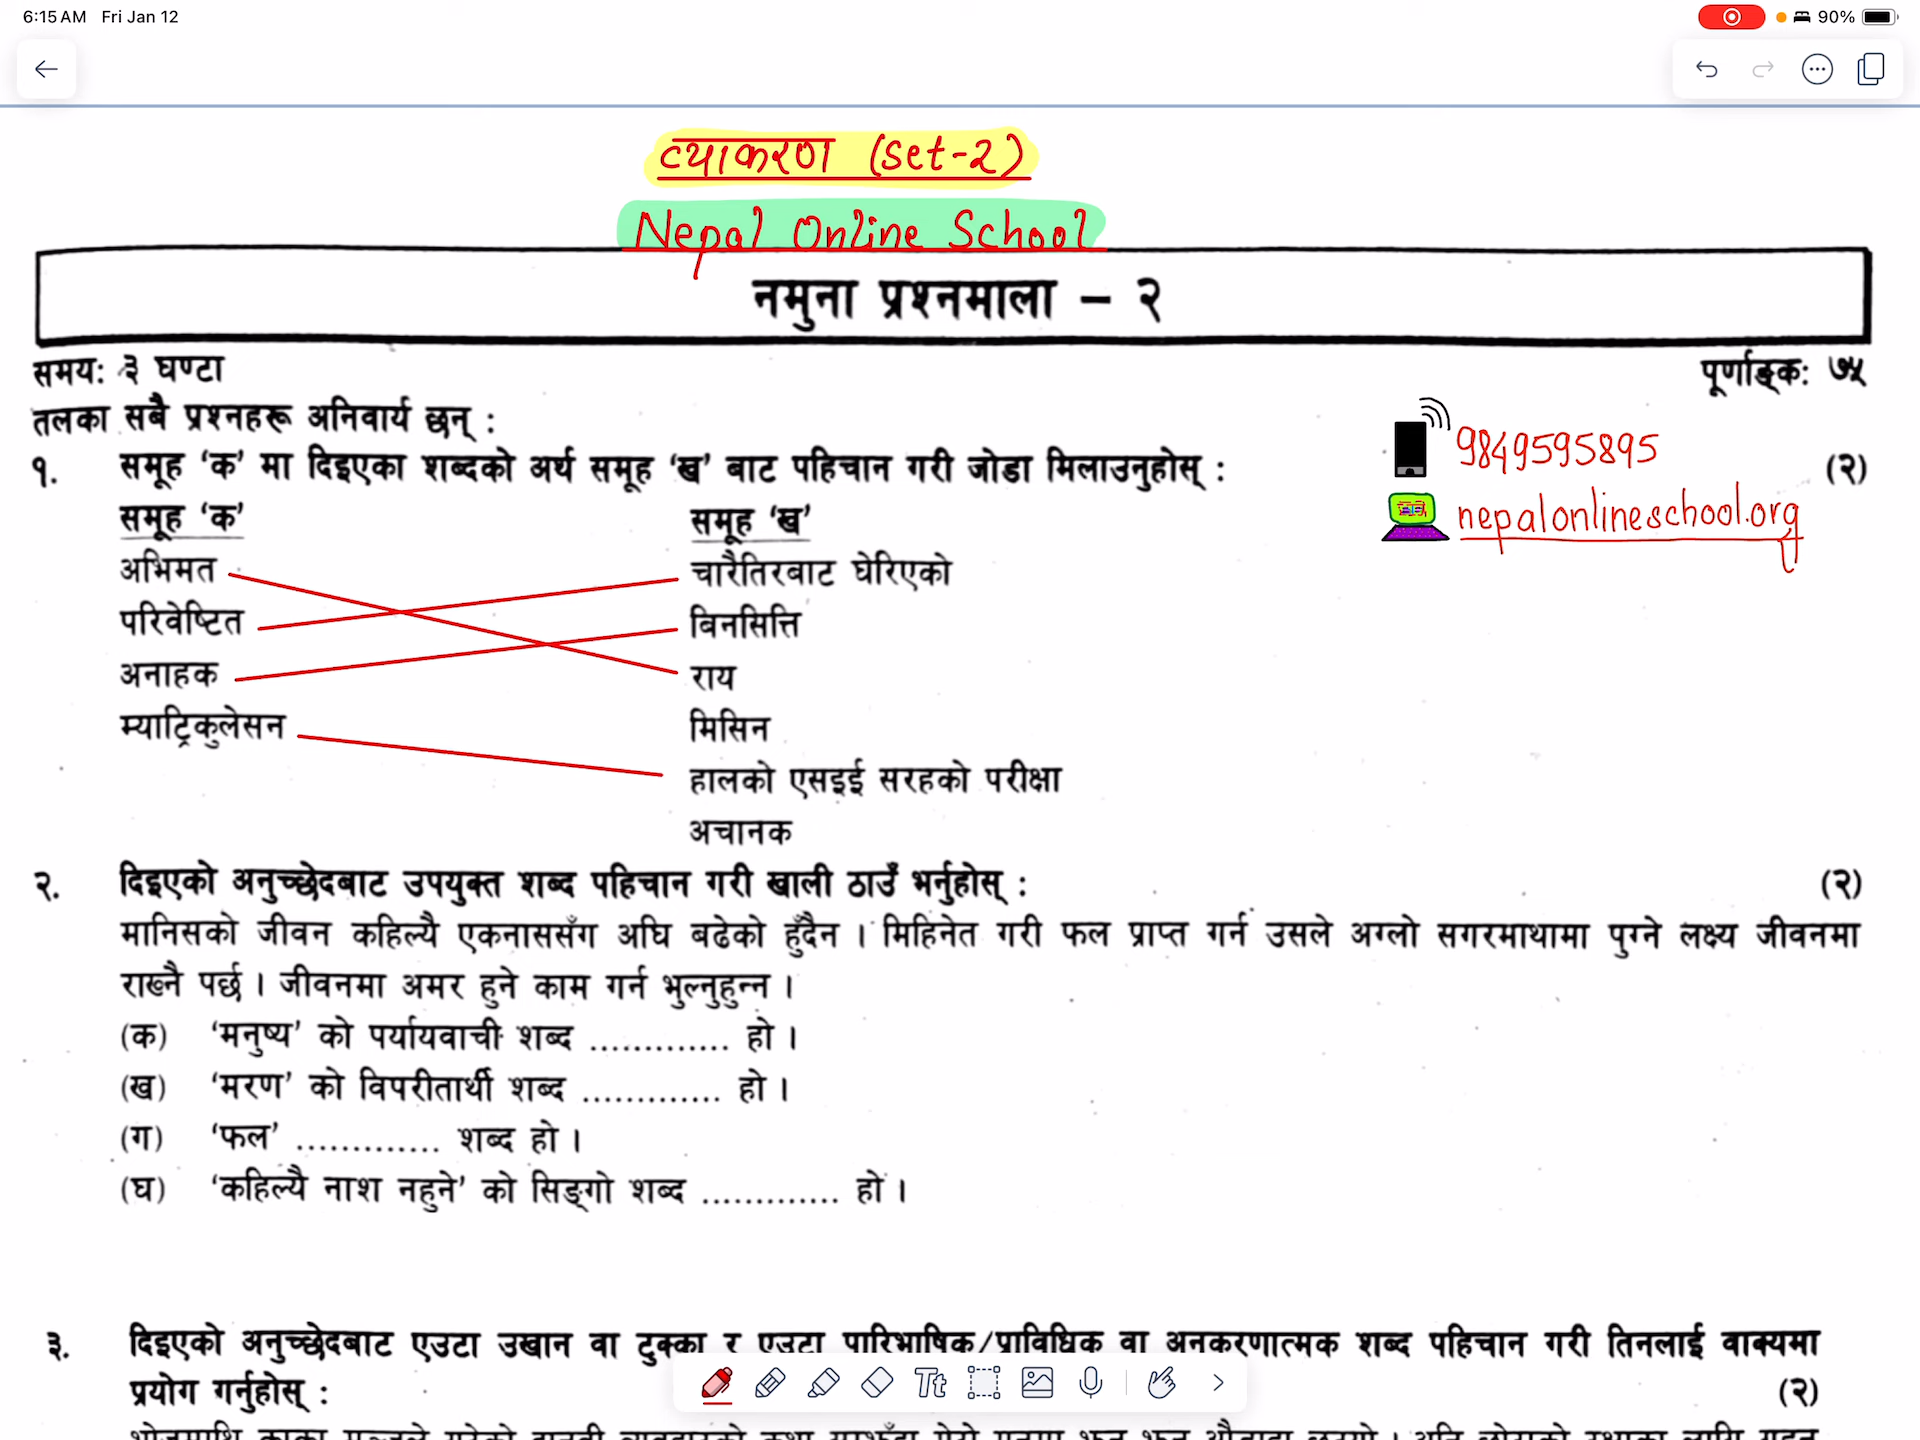 6:15 AM Fri Jan 12
90%
व्याकरण (set-2)
Nepal Online School
नमुना प्रश्नमाला – २
समयः ३ घण्टा
पूर्णाङ्कः ७५
तलका सबै प्रश्नहरू अनिवार्य छन् :
9849595895
१. समूह ‘क’ मा दिइएका शब्दको अर्थ समूह ‘ख’ बाट पहिचान गरी जोडा मिलाउनुहोस् : (२)
nepalonlineschool.org
समूह ‘क’ समूह ‘ख’
अभिमत चारैतिरबाट घेरिएको
परिवेष्टित बिनसित्ति
अनाहक राय
म्याट्रिकुलेसन मिसिन
हालको एसइई सरहको परीक्षा
अचानक
२. दिइएको अनुच्छेदबाट उपयुक्त शब्द पहिचान गरी खाली ठाउँ भर्नुहोस् : (२)
मानिसको जीवन कहिल्यै एकनाससँग अघि बढेको हुँदैन । मिहिनेत गरी फल प्राप्त गर्न उसले अग्लो सगरमाथामा पुग्ने लक्ष्य जीवनमा
राख्नै पर्छ । जीवनमा अमर हुने काम गर्न भुल्नुहुन्न ।
(क) ‘मनुष्य’ को पर्यायवाची शब्द ............. हो ।
(ख) ‘मरण’ को विपरीतार्थी शब्द ............. हो ।
(ग) ‘फल’ ............. शब्द हो ।
(घ) ‘कहिल्यै नाश नहुने’ को सिङ्गो शब्द ............. हो ।
३. दिइएको अनुच्छेदबाट एउटा उखान वा टुक्का र एउटा पारिभाषिक/प्राविधिक वा अनकरणात्मक शब्द पहिचान गरी तिनलाई वाक्यमा
प्रयोग गर्नुहोस् : (२)
Tt